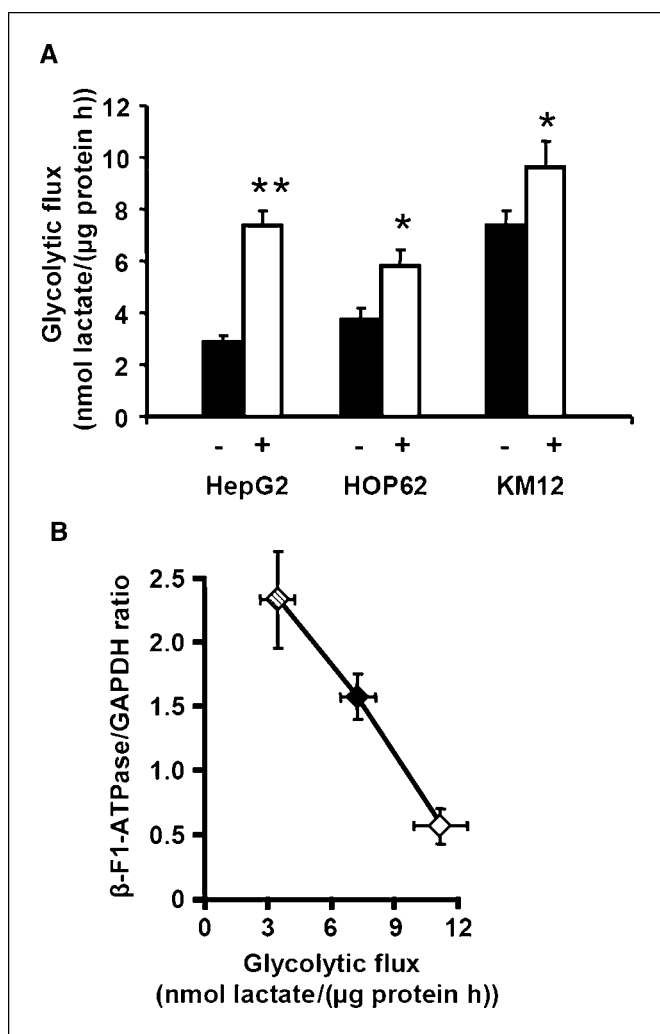 A
Glycolytic flux
(nmol lactate/(µg protein h))
12
10
8
6
4
2
0
**
*
*
- + - + - +
HepG2 HOP62 KM12
B
β-F1-ATPase/GAPDH ratio
2.5
2.0
1.5
1.0
0.5
0
0 3 6 9 12
Glycolytic flux
(nmol lactate/(µg protein h))